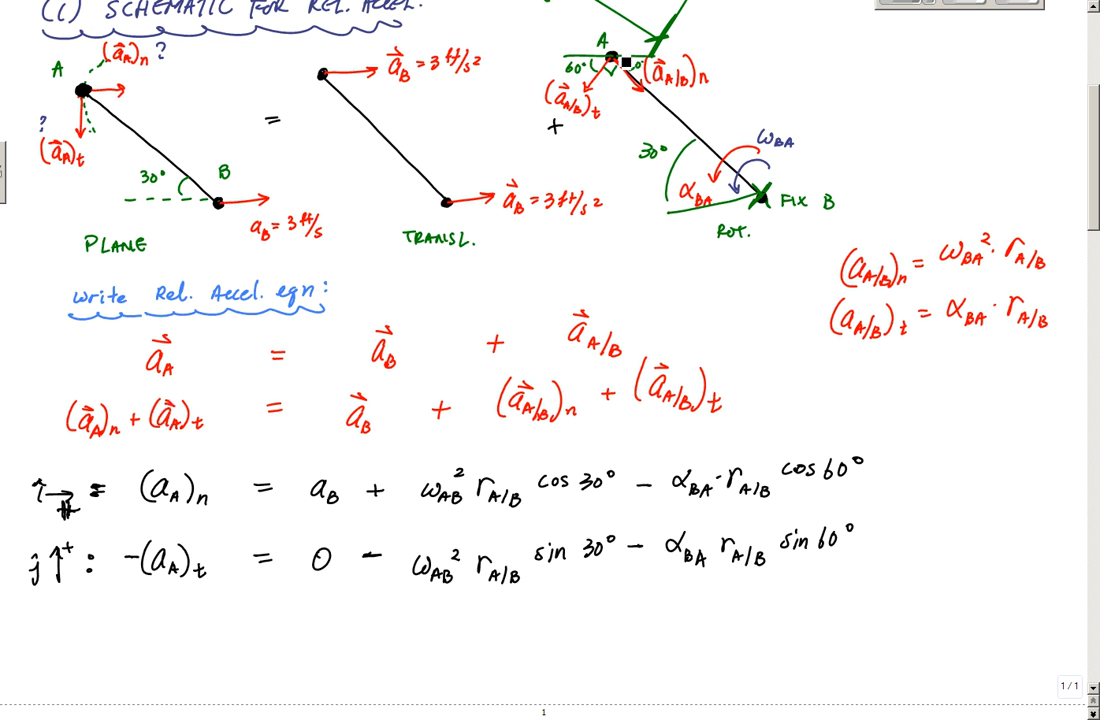 (i) SCHEMATIC FOR REL. ACCEL.
A (a⃗A)n ?
? (a⃗A)t
30° B
aB = 3 ft/s
PLANE
=
a⃗B = 3 ft/s²
a⃗B = 3 ft/s²
TRANSL.
+
A
60°
(a⃗A/B)n
(a⃗A/B)t
30°
ωBA
αBA
FIX B
ROT.
(aA/B)n = ωBA² · rA/B
(aA/B)t = αBA · rA/B
Write Rel. Accel. eqn:
a⃗A = a⃗B + a⃗A/B
(a⃗A)n + (a⃗A)t = a⃗B + (a⃗A/B)n + (a⃗A/B)t
i → + : (aA)n = aB + ωAB² rA/B cos 30° − αBA · rA/B cos 60°
j ↑+ : −(aA)t = 0 − ωAB² rA/B sin 30° − αBA rA/B sin 60°
1/1
1